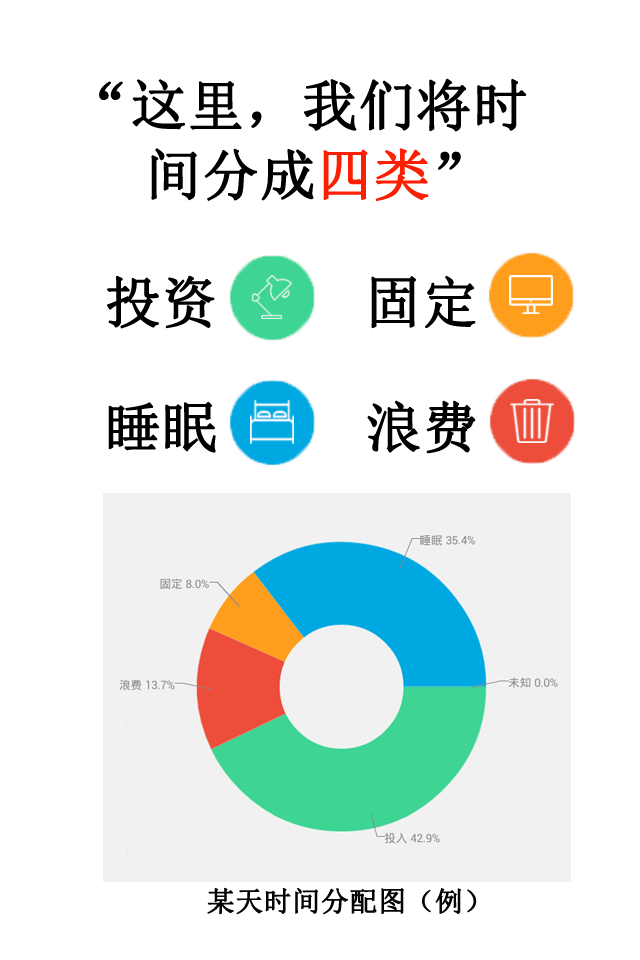 “这里，我们将时
间分成四类”
投资 固定
睡眠 浪费
睡眠 35.4%
固定 8.0%
浪费 13.7%
未知 0.0%
投入 42.9%
某天时间分配图（例）